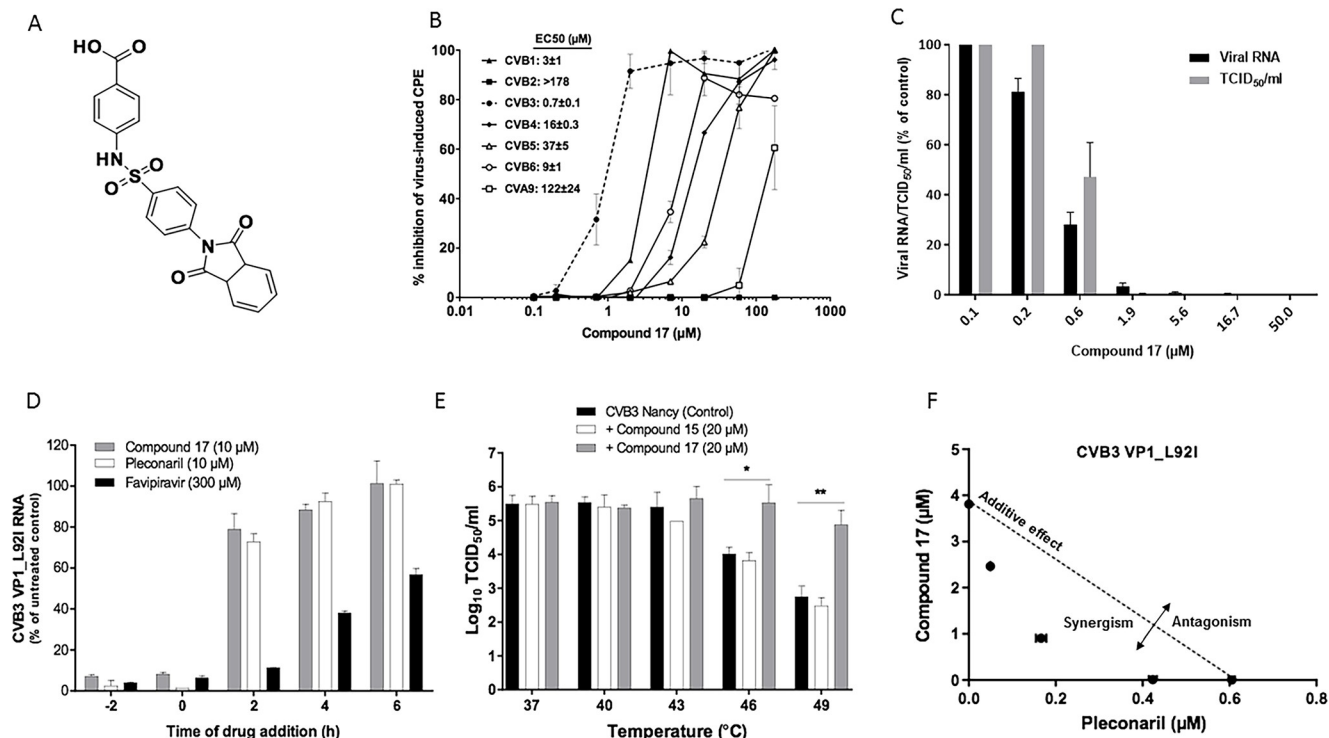 A
HO
O
HN
O
S
O
O
N
O
B
EC50 (µM)
CVB1: 3±1
CVB2: >178
CVB3: 0.7±0.1
CVB4: 16±0.3
CVB5: 37±5
CVB6: 9±1
CVA9: 122±24
% inhibition of virus-induced CPE
100
80
60
40
20
0
0.01 0.1 1 10 100 1000
Compound 17 (µM)
C
Viral RNA
TCID50/ml
Viral RNA/TCID50/ml (% of control)
100
80
60
40
20
0
0.1 0.2 0.6 1.9 5.6 16.7 50.0
Compound 17 (µM)
D
Compound 17 (10 µM)
Pleconaril (10 µM)
Favipiravir (300 µM)
CVB3 VP1_L92I RNA
(% of untreated control)
120
100
80
60
40
20
0
-2 0 2 4 6
Time of drug addition (h)
E
CVB3 Nancy (Control)
+ Compound 15 (20 µM)
+ Compound 17 (20 µM)
*
**
Log10 TCID50/ml
7
6
5
4
3
2
1
0
37 40 43 46 49
Temperature (°C)
F
CVB3 VP1_L92I
Additive effect
Synergism
Antagonism
Compound 17 (µM)
5
4
3
2
1
0
0.0 0.2 0.4 0.6 0.8
Pleconaril (µM)